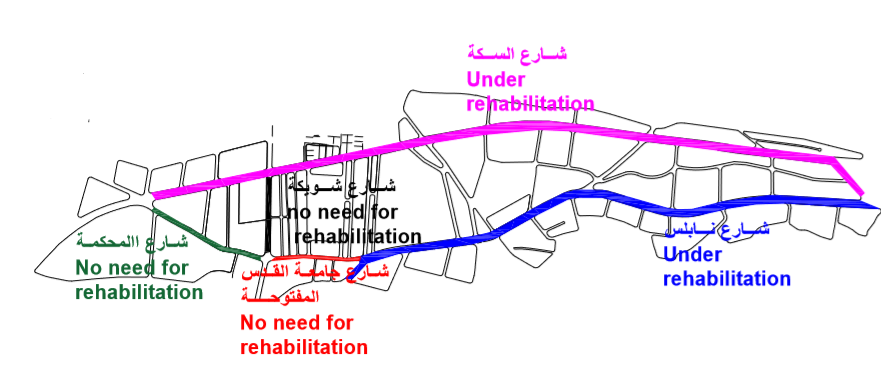 شارع السكة
Under
rehabilitation
شارع شويكة
no need for
rehabilitation
شارع االمحكمة
No need for
rehabilitation
شارع جامعة القدس
المفتوحة
No need for
rehabilitation
شارع نابلس
Under
rehabilitation